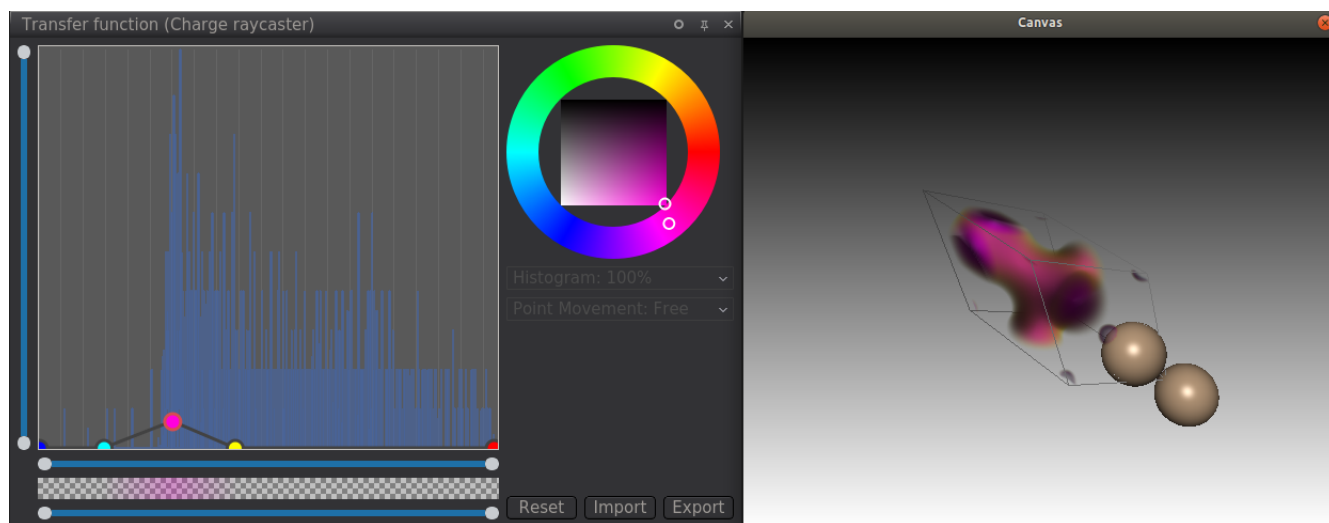 Transfer function (Charge raycaster)
Canvas
Histogram: 100%
Point Movement: Free
Reset Import Export